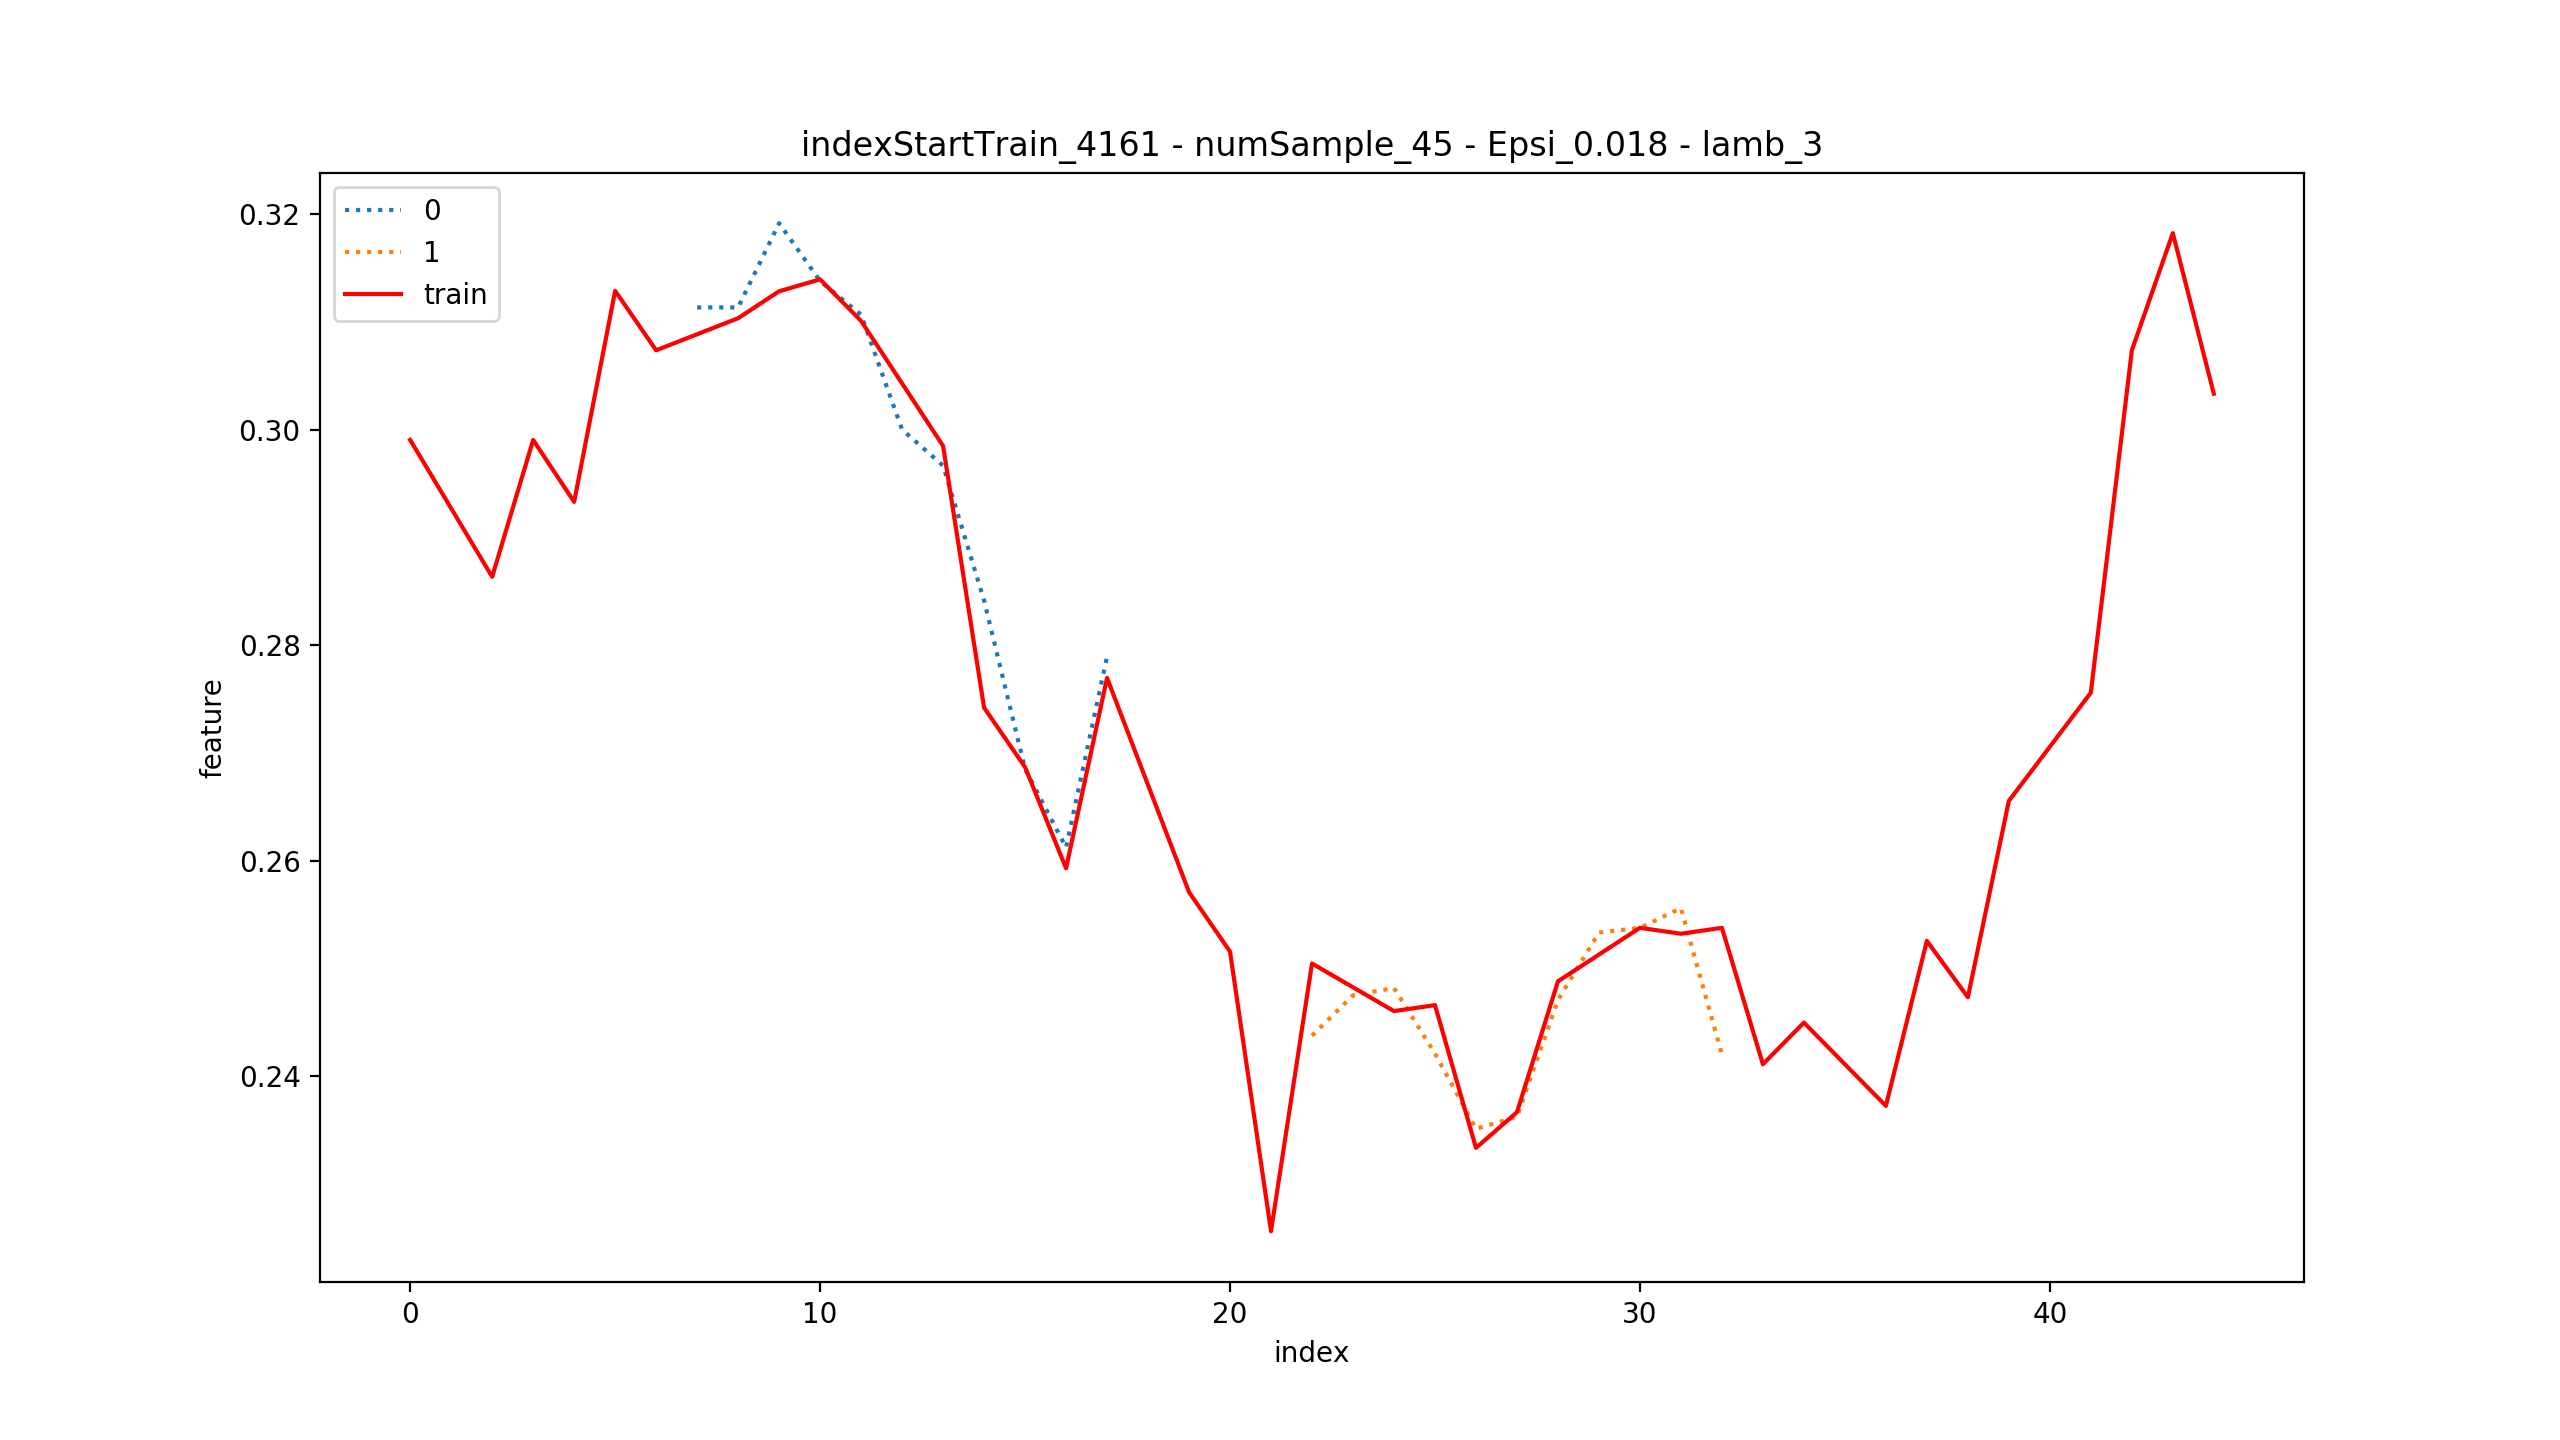 indexStartTrain_4161 - numSample_45 - Epsi_0.018 - lamb_3
0
1
train
0.32
0.30
0.28
0.26
0.24
feature
0 10 20 30 40
index